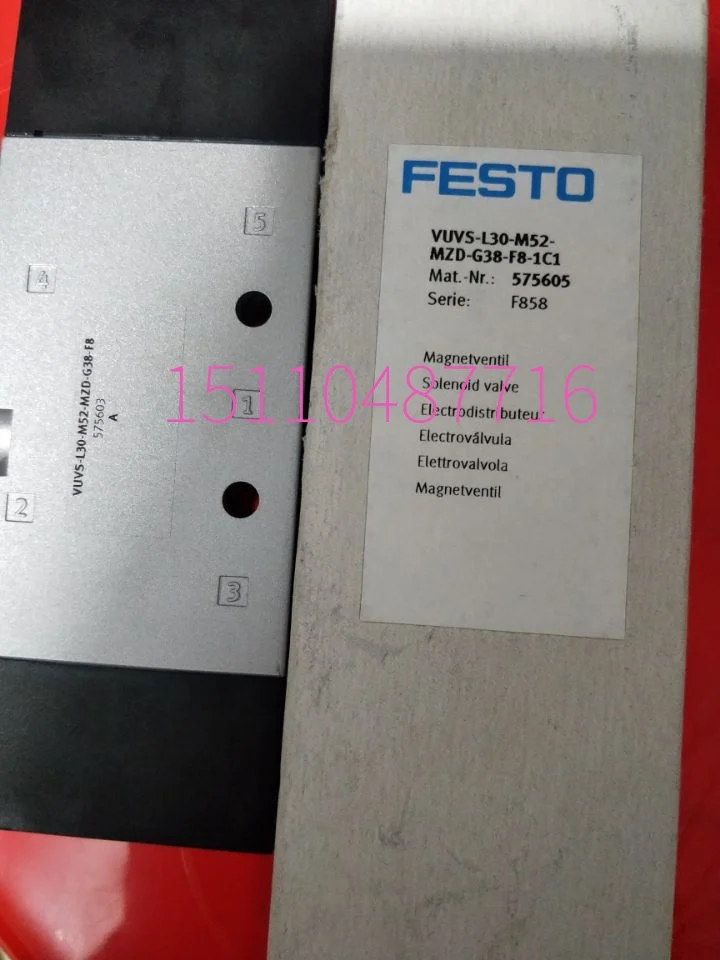 5
4
VUVS-L30-M52-MZD-G38-F8
575603
A
1
2
3
FESTO
VUVS-L30-M52-
MZD-G38-F8-1C1
Mat.-Nr.: 575605
Serie: F858
Magnetventil
Solenoid valve
Electrodistributeur
Electroválvula
Elettrovalvola
Magnetventil
15110487716